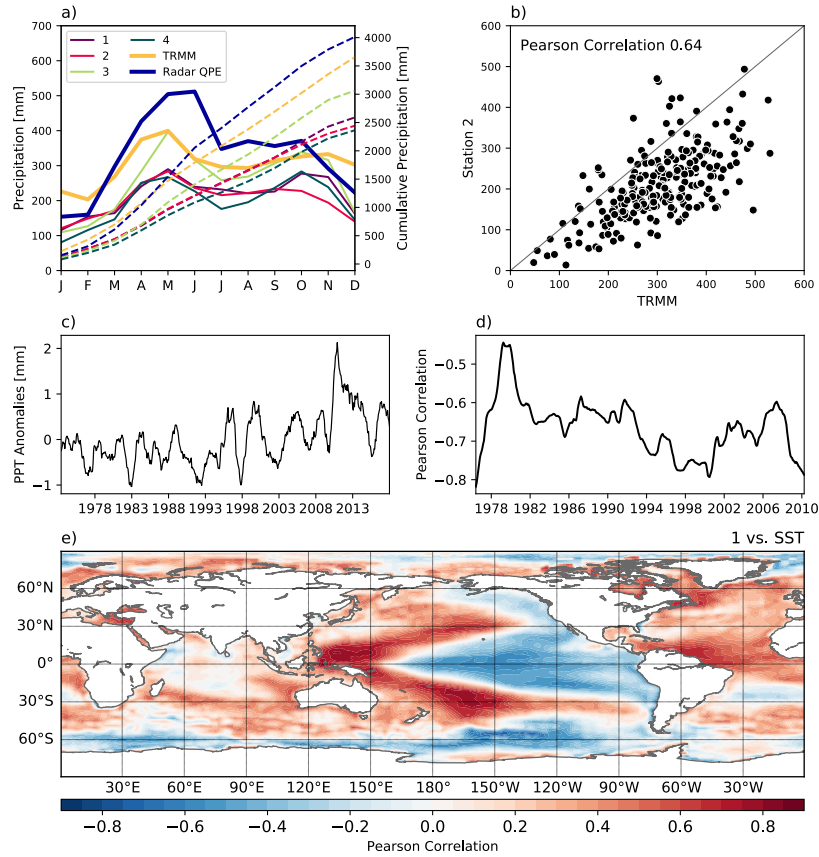 a)
1
2
3
4
TRMM
Radar QPE
Precipitation [mm]
700
600
500
400
300
200
100
0
Cumulative Precipitation [mm]
4000
3500
3000
2500
2000
1500
1000
500
0
J F M A M J J A S O N D
b)
Pearson Correlation 0.64
Station 2
600
500
400
300
200
100
0
0 100 200 300 400 500 600
TRMM
c)
PPT Anomalies [mm]
2
1
0
−1
1978 1983 1988 1993 1998 2003 2008 2013
d)
Pearson Correlation
−0.5
−0.6
−0.7
−0.8
1978 1982 1986 1990 1994 1998 2002 2006 2010
e)
1 vs. SST
60°N
30°N
0°
30°S
60°S
30°E 60°E 90°E 120°E 150°E 180° 150°W 120°W 90°W 60°W 30°W
−0.8 −0.6 −0.4 −0.2 0.0 0.2 0.4 0.6 0.8
Pearson Correlation